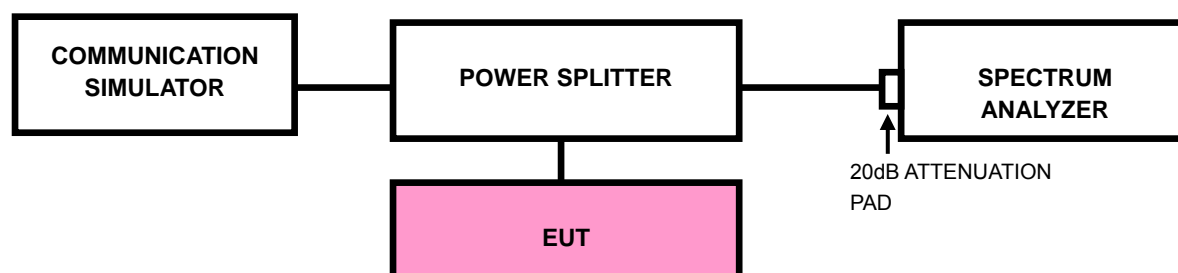 COMMUNICATION
SIMULATOR
POWER SPLITTER
SPECTRUM
ANALYZER
20dB ATTENUATION
PAD
EUT